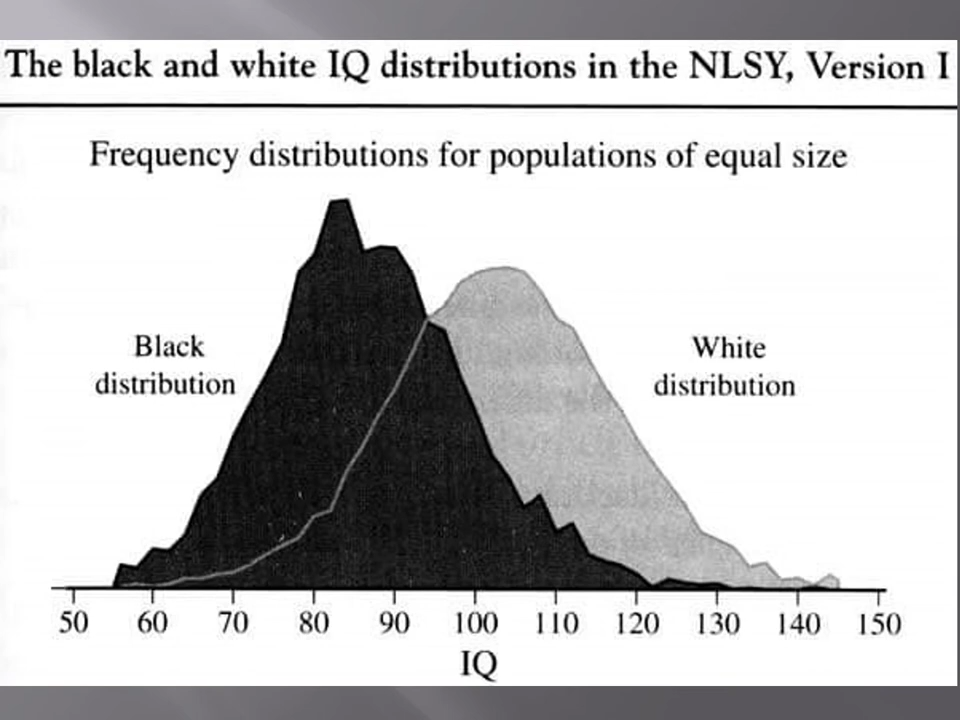 The black and white IQ distributions in the NLSY, Version I
Frequency distributions for populations of equal size
Black
distribution
White
distribution
50 60 70 80 90 100 110 120 130 140 150
IQ